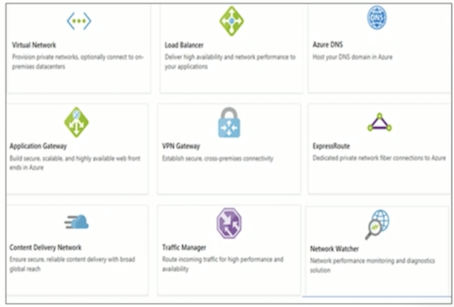 Virtual Network
Provision private networks, optionally connect to on-
premises datacenters
Load Balancer
Deliver high availability and network performance to
your applications
Azure DNS
Host your DNS domain in Azure
Application Gateway
Build secure, scalable, and highly available web front
ends in Azure
VPN Gateway
Establish secure, cross-premises connectivity
ExpressRoute
Dedicated private network fiber connections to Azure
Content Delivery Network
Ensure secure, reliable content delivery with broad
global reach
Traffic Manager
Route incoming traffic for high performance and
availability
Network Watcher
Network performance monitoring and diagnostics
solution